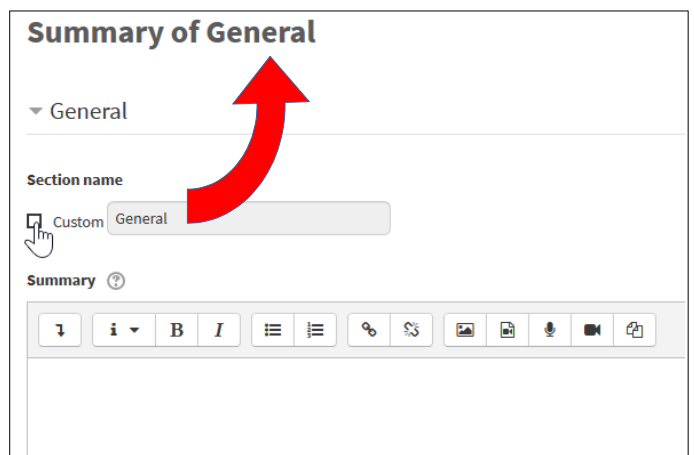 Summary of General
General
Section name
Custom General
Summary ?
i B I